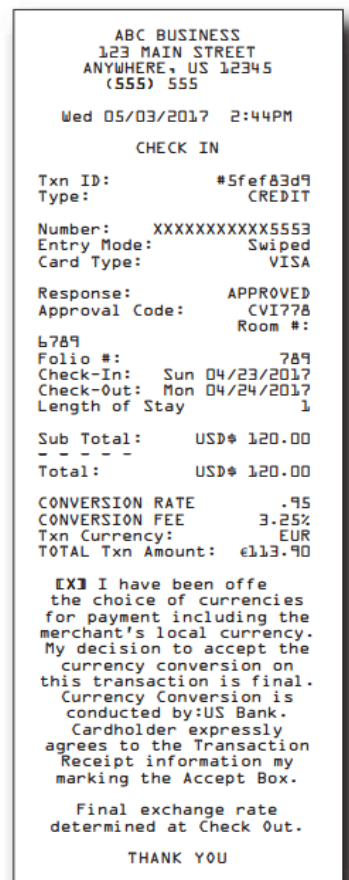 ABC BUSINESS
123 MAIN STREET
ANYWHERE, US 12345
(555) 555
Wed 05/03/2017 2:44PM
CHECK IN
Txn ID: #5fef83d9
Type: CREDIT
Number: XXXXXXXXXXX5553
Entry Mode: Swiped
Card Type: VISA
Response: APPROVED
Approval Code: CVI778
Room #:
6789
Folio #: 789
Check-In: Sun 04/23/2017
Check-Out: Mon 04/24/2017
Length of Stay 1
Sub Total: USD$ 120.00
- - - - -
Total: USD$ 120.00
CONVERSION RATE .95
CONVERSION FEE 3.25%
Txn Currency: EUR
TOTAL Txn Amount: €113.90
[X] I have been offe
the choice of currencies
for payment including the
merchant's local currency.
My decision to accept the
currency conversion on
this transaction is final.
Currency Conversion is
conducted by:US Bank.
Cardholder expressly
agrees to the Transaction
Receipt information my
marking the Accept Box.
Final exchange rate
determined at Check Out.
THANK YOU